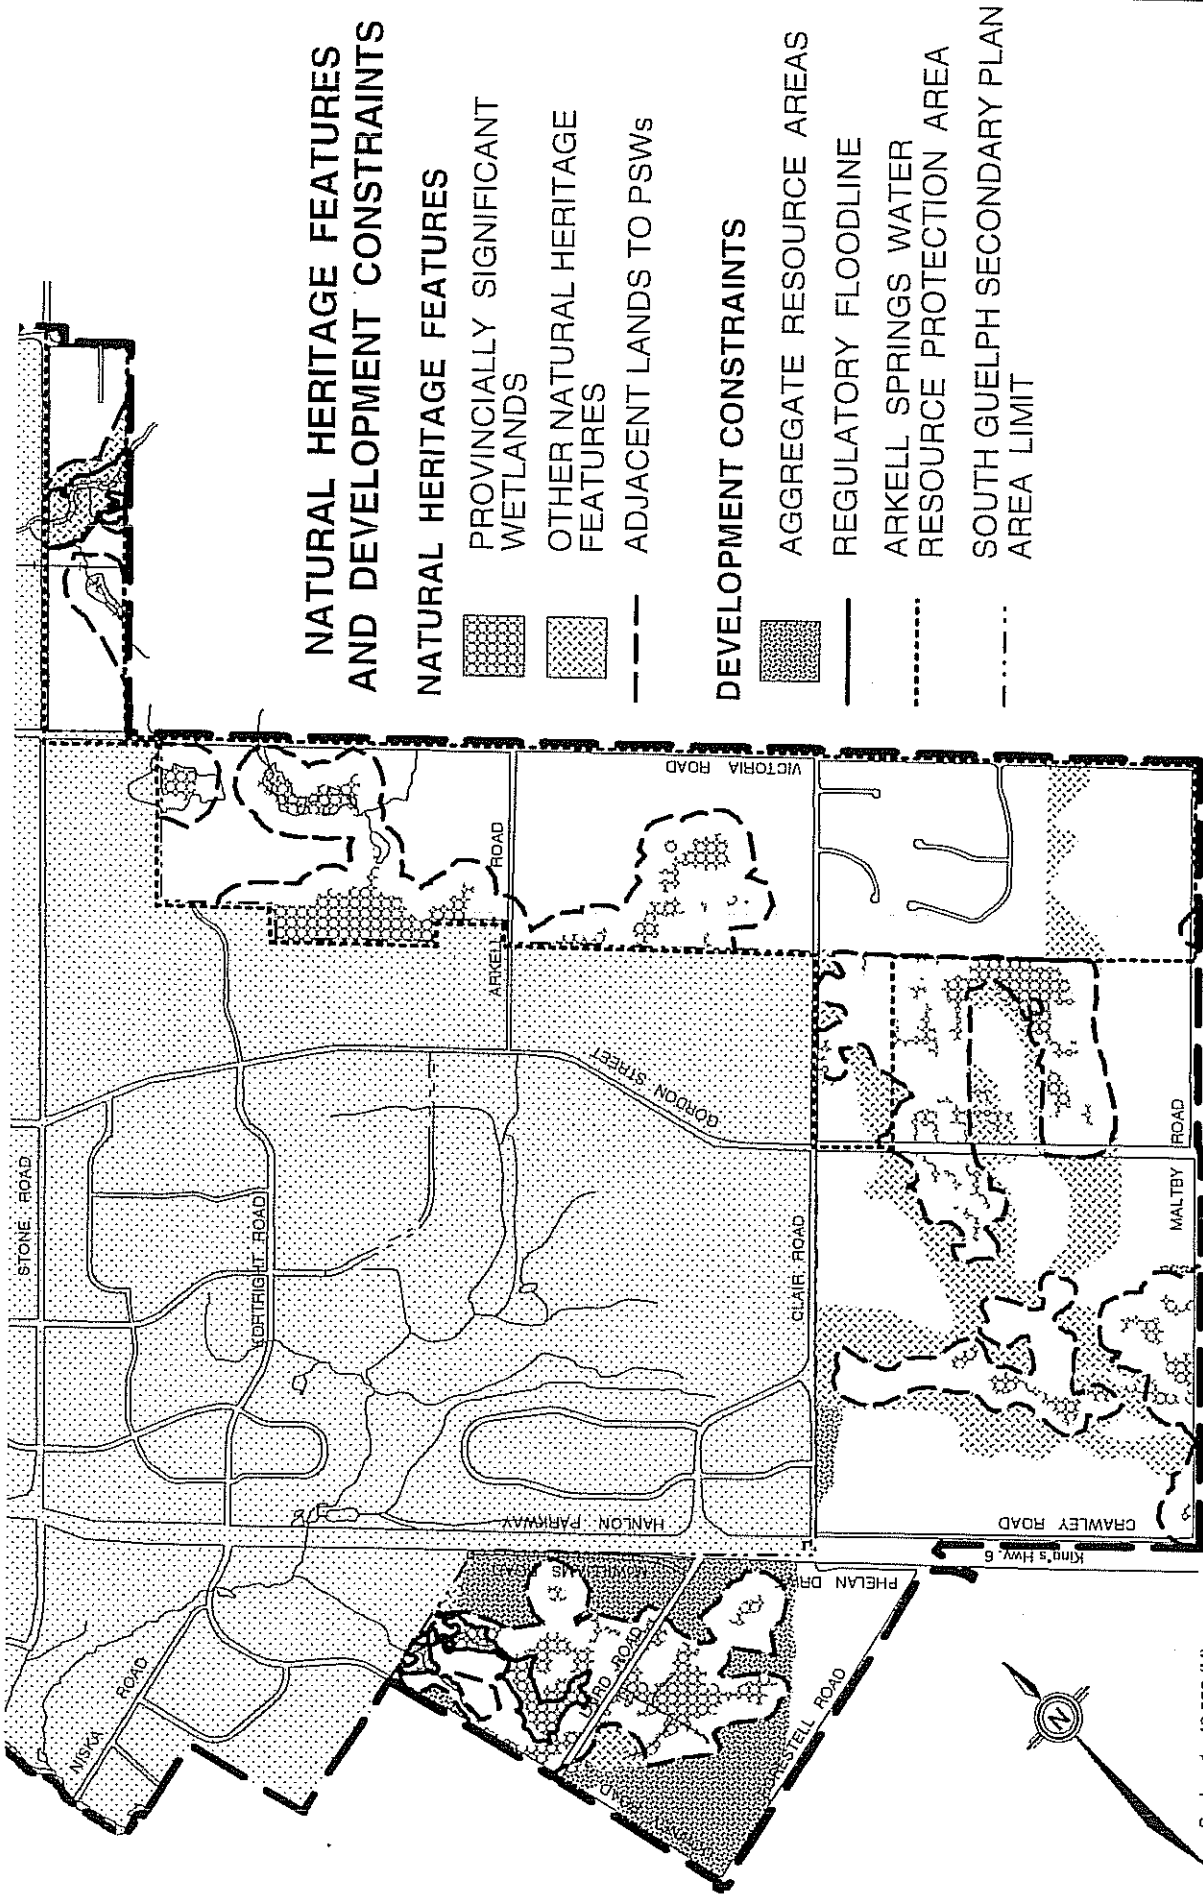 NATURAL HERITAGE FEATURES
AND DEVELOPMENT CONSTRAINTS
NATURAL HERITAGE FEATURES
PROVINCIALLY SIGNIFICANT
WETLANDS
OTHER NATURAL HERITAGE
FEATURES
ADJACENT LANDS TO PSWs
DEVELOPMENT CONSTRAINTS
AGGREGATE RESOURCE AREAS
REGULATORY FLOODLINE
ARKELL SPRINGS WATER
RESOURCE PROTECTION AREA
SOUTH GUELPH SECONDARY PLAN
AREA LIMIT
STONE ROAD
KORTRIGHT ROAD
NISKA ROAD
ARKELL ROAD
VICTORIA ROAD
GORDON STREET
CLAIR ROAD
HANLON PARKWAY
MALTBY ROAD
CRAWLEY ROAD
King's Hwy. 6
PHELAN DRIVE
ROAD
ROAD
ROAD
N